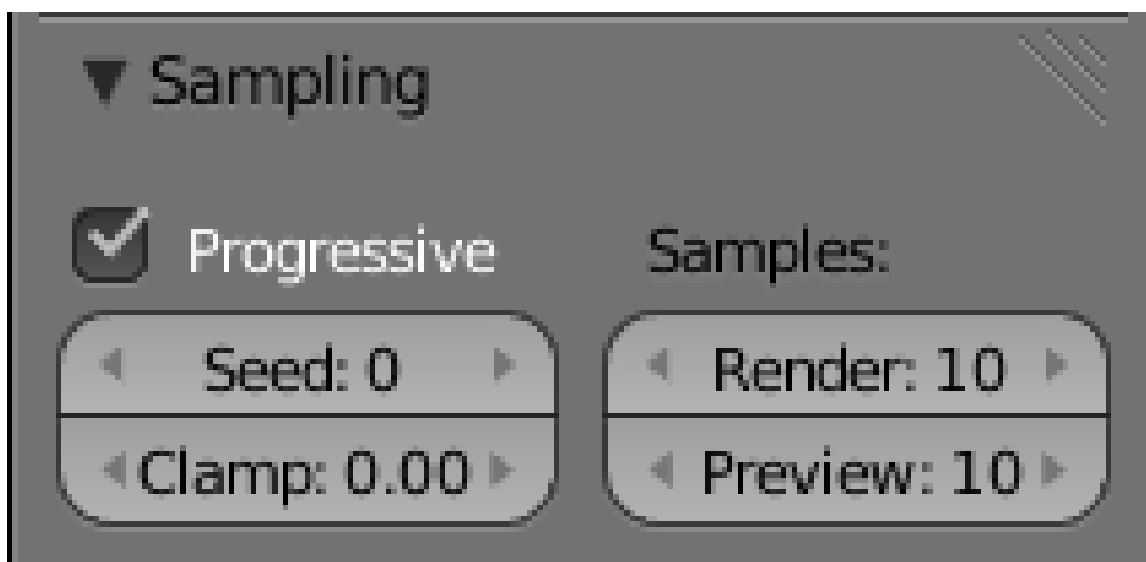 Sampling
Progressive
Samples:
Seed: 0
Render: 10
Clamp: 0.00
Preview: 10